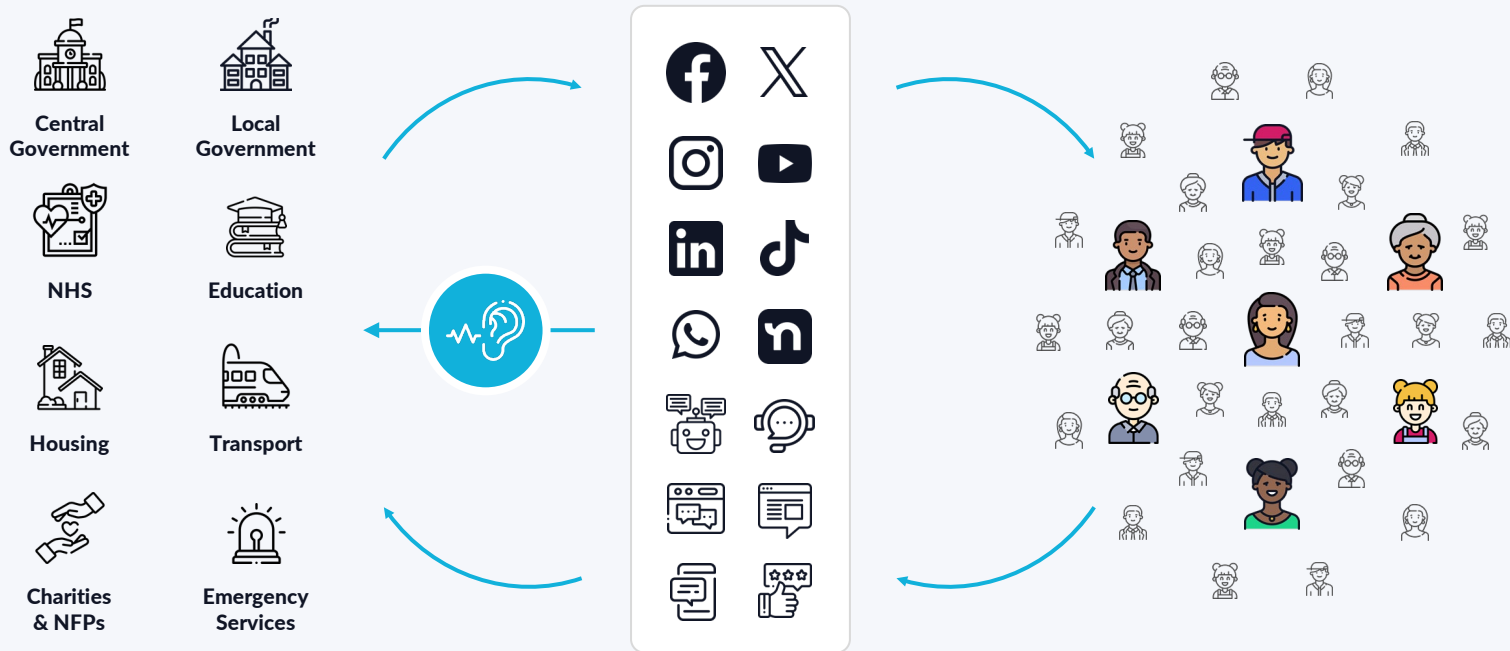 Central
Government
Local
Government
NHS
Education
Housing
Transport
Charities
& NFPs
Emergency
Services